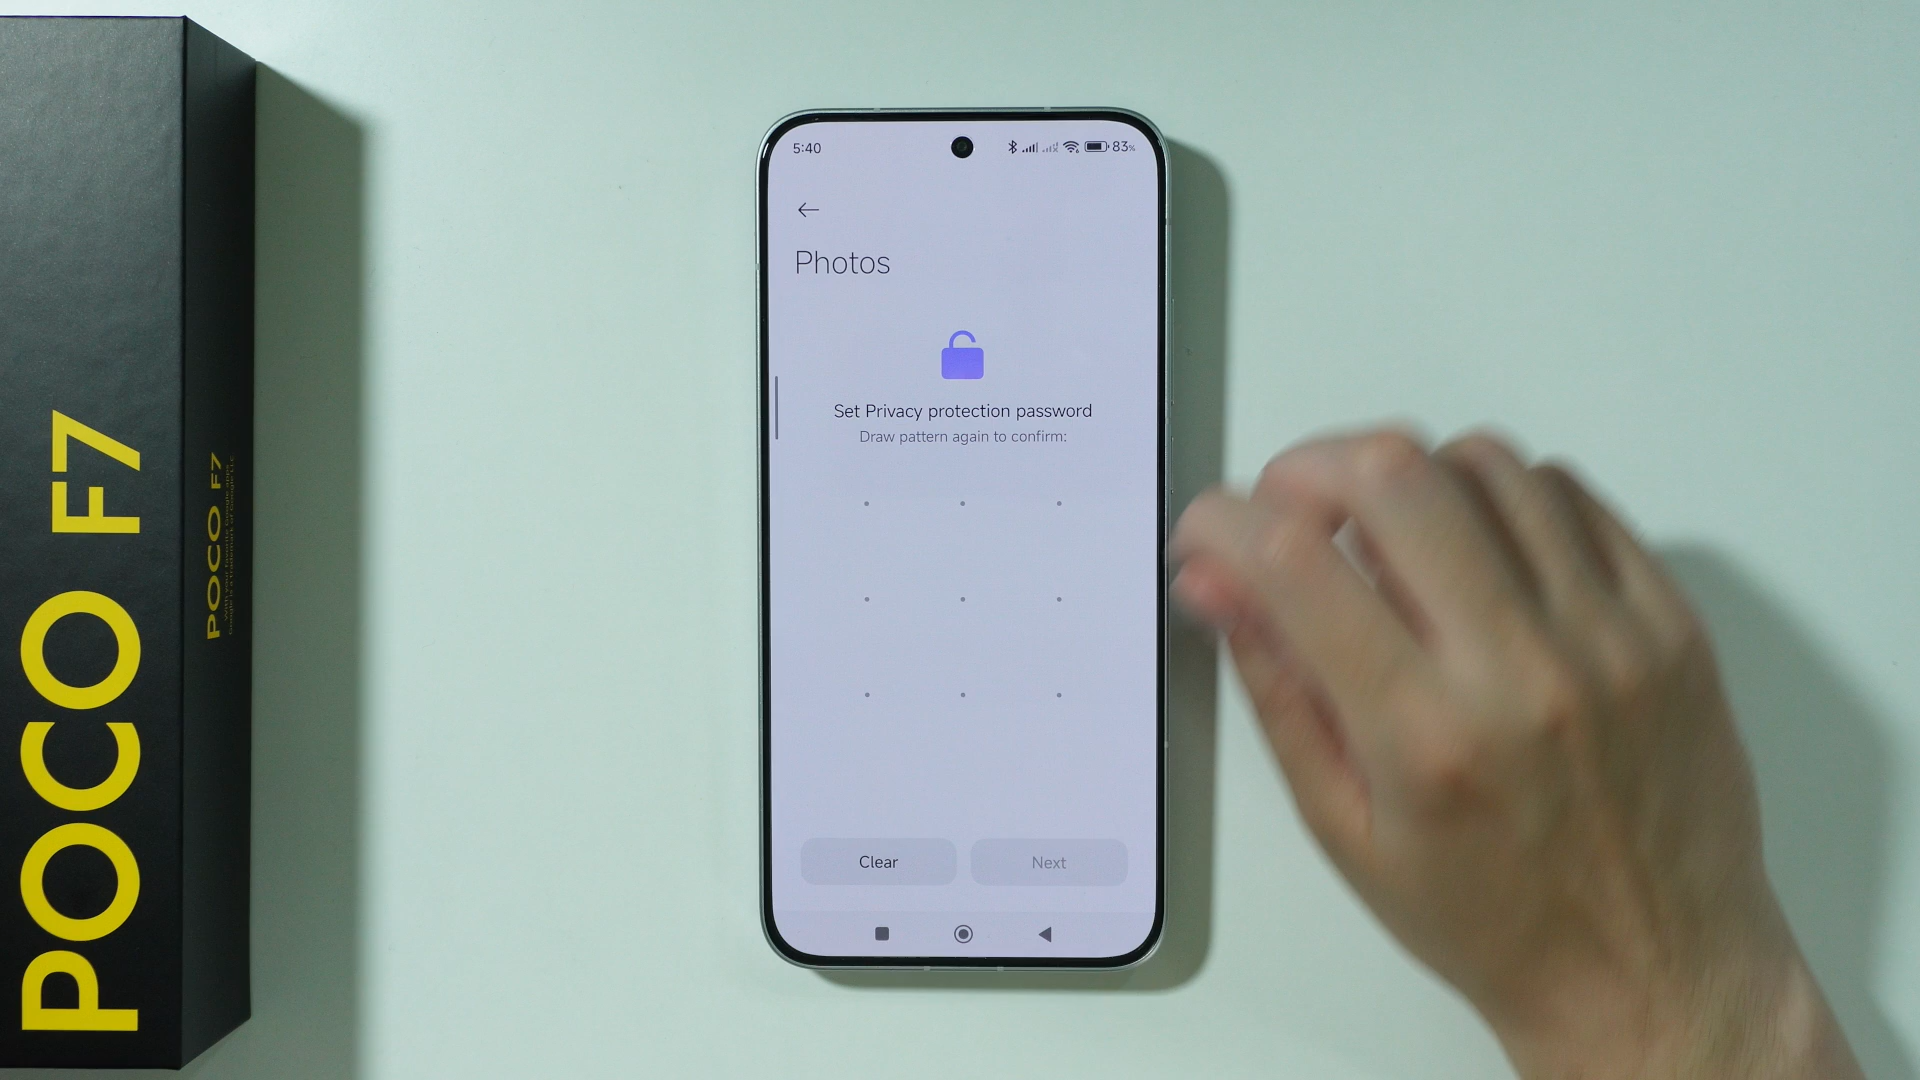 POCO F7
POCO F7
5:40
83%
Photos
Set Privacy protection password
Draw pattern again to confirm:
Clear
Next